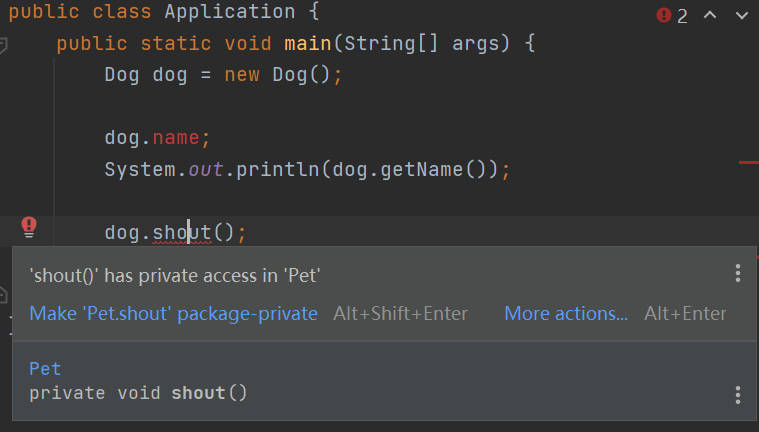 public class Application {
2
public static void main(String[] args) {
Dog dog = new Dog();
dog.name;
System.out.println(dog.getName());
dog.shout();
'shout()' has private access in 'Pet'
Make 'Pet.shout' package-private Alt+Shift+Enter More actions... Alt+Enter
Pet
private void shout()